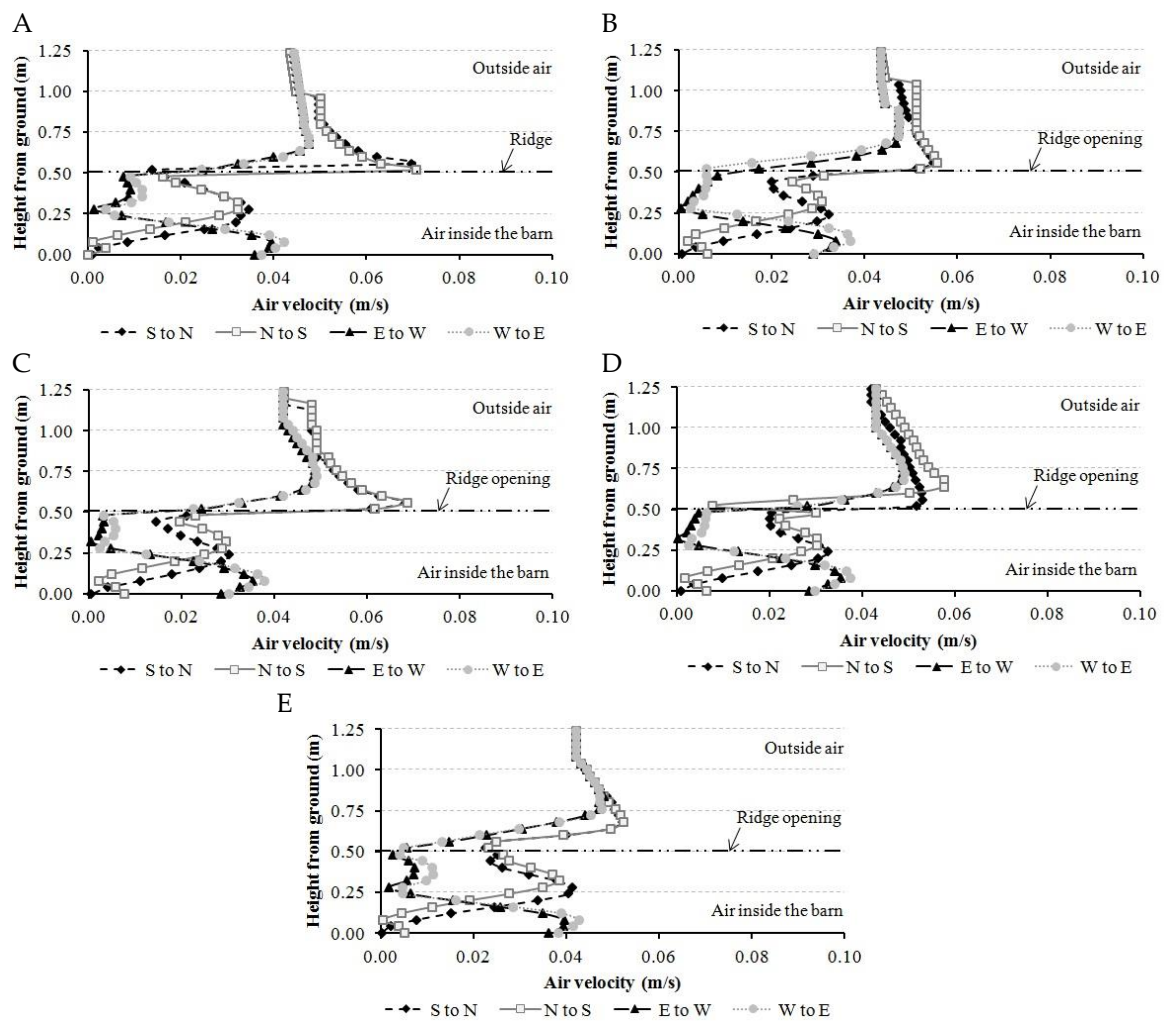 A
Height from ground (m)
1.25
1.00
0.75
0.50
0.25
0.00
Outside air
Ridge
Air inside the barn
0.00 0.02 0.04 0.06 0.08 0.10
Air velocity (m/s)
S to N N to S E to W W to E
B
Height from ground (m)
1.25
1.00
0.75
0.50
0.25
0.00
Outside air
Ridge opening
Air inside the barn
0.00 0.02 0.04 0.06 0.08 0.10
Air velocity (m/s)
S to N N to S E to W W to E
C
Height from ground (m)
1.25
1.00
0.75
0.50
0.25
0.00
Outside air
Ridge opening
Air inside the barn
0.00 0.02 0.04 0.06 0.08 0.10
Air velocity (m/s)
S to N N to S E to W W to E
D
Height from ground (m)
1.25
1.00
0.75
0.50
0.25
0.00
Outside air
Ridge opening
Air inside the barn
0.00 0.02 0.04 0.06 0.08 0.10
Air velocity (m/s)
S to N N to S E to W W to E
E
Height from ground (m)
1.25
1.00
0.75
0.50
0.25
0.00
Outside air
Ridge opening
Air inside the barn
0.00 0.02 0.04 0.06 0.08 0.10
Air velocity (m/s)
S to N N to S E to W W to E